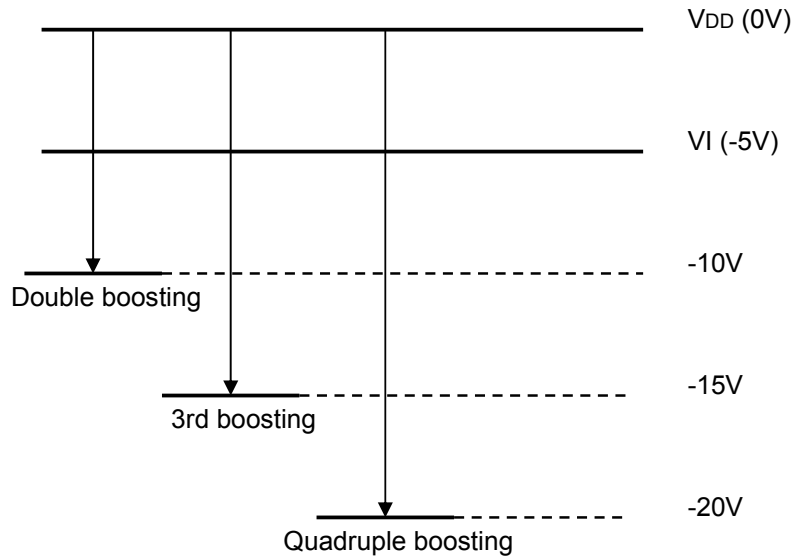 VDD (0V)
VI (-5V)
-10V
Double boosting
-15V
3rd boosting
-20V
Quadruple boosting